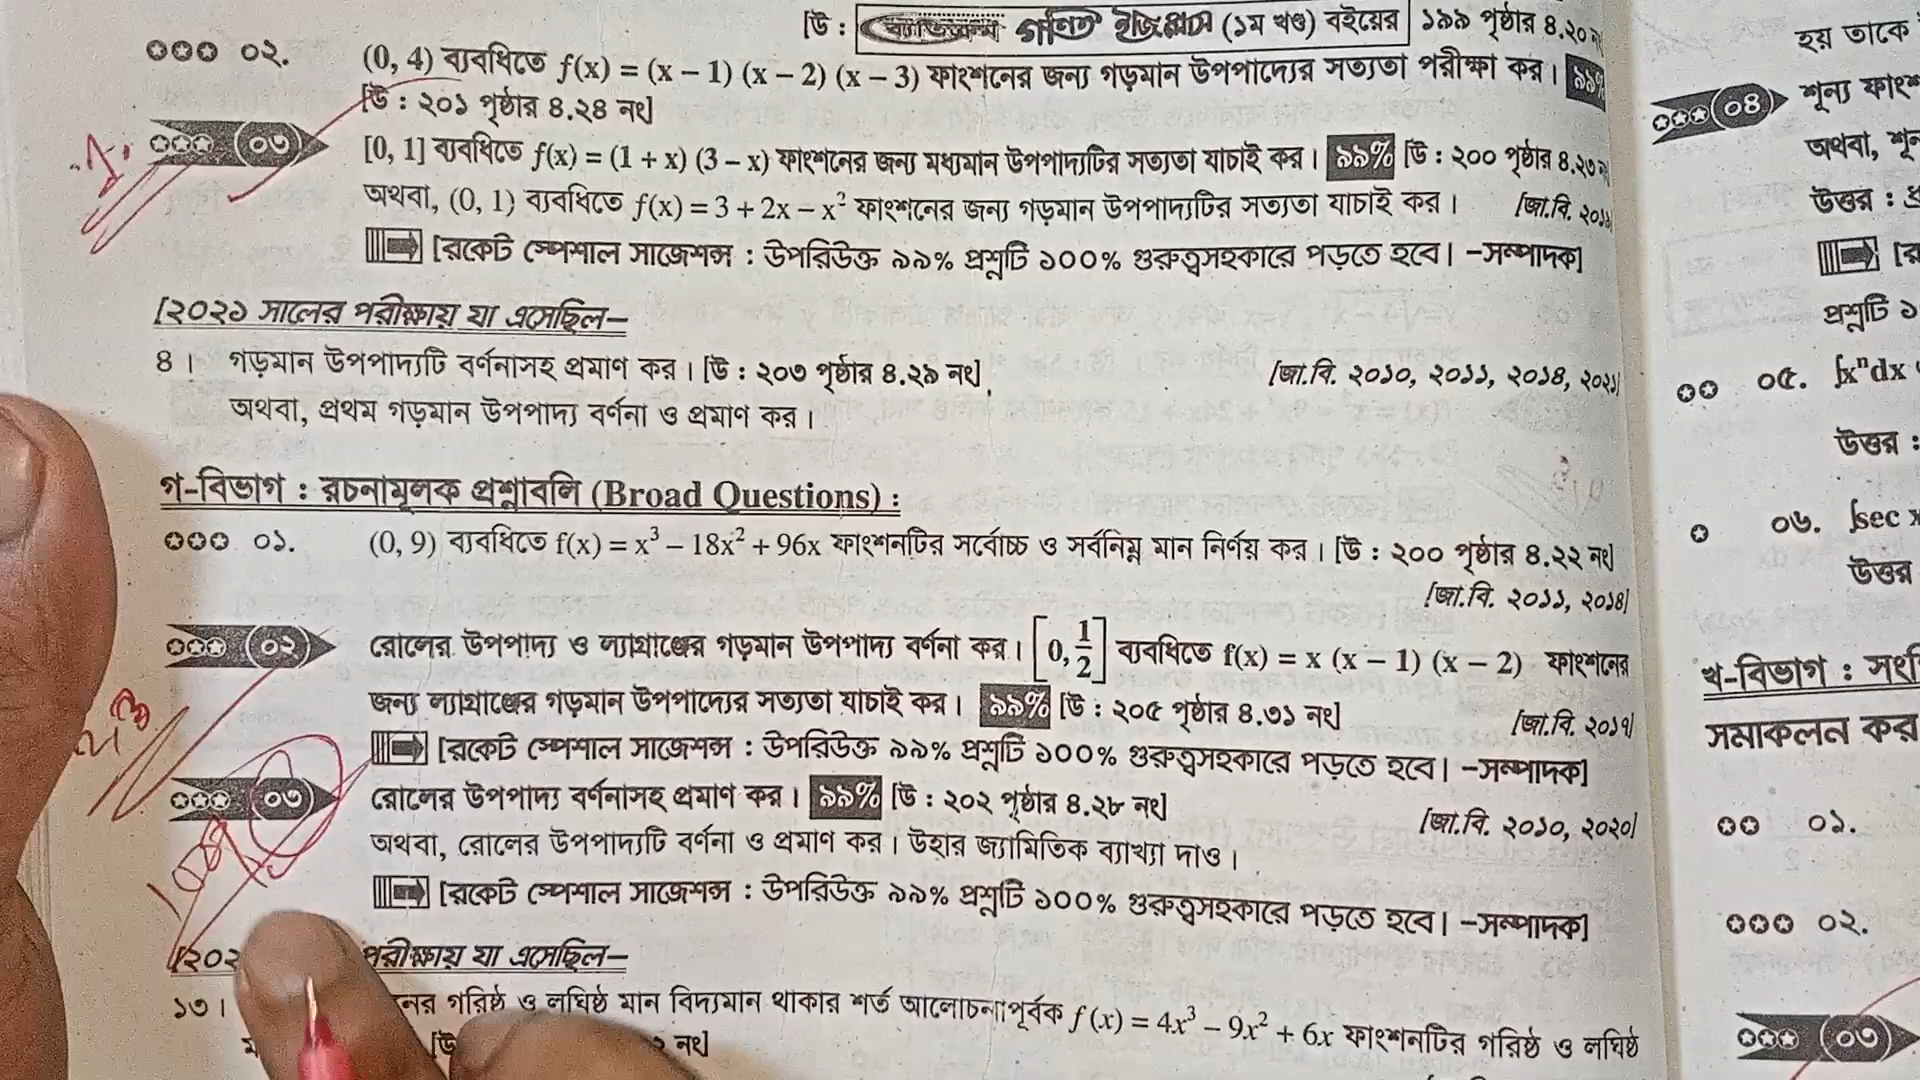 [উ : গণিত ইজিপ্লাস (১ম খণ্ড) বইয়ের ১৯৯ পৃষ্ঠার ৪.২০
✪✪✪ ০২. (0, 4) ব্যবধিতে f(x) = (x – 1) (x – 2) (x – 3) ফাংশনের জন্য গড়মান উপপাদ্যের সত্যতা পরীক্ষা কর। ৯৯%
[উ : ২০১ পৃষ্ঠার ৪.২৪ নং]
✪✪✪ ০৩ [0, 1] ব্যবধিতে f(x) = (1 + x) (3 – x) ফাংশনের জন্য মধ্যমান উপপাদ্যটির সত্যতা যাচাই কর। ৯৯% [উ : ২০০ পৃষ্ঠার ৪.২৩
অথবা, (0, 1) ব্যবধিতে f(x) = 3 + 2x – x² ফাংশনের জন্য গড়মান উপপাদ্যটির সত্যতা যাচাই কর। [জা.বি.
[রকেট স্পেশাল সাজেশন্স : উপরিউক্ত ৯৯% প্রশ্নটি ১০০% গুরুত্বসহকারে পড়তে হবে। –সম্পাদক]
[২০২১ সালের পরীক্ষায় যা এসেছিল–
৪। গড়মান উপপাদ্যটি বর্ণনাসহ প্রমাণ কর। [উ : ২০৩ পৃষ্ঠার ৪.২৯ নং] [জা.বি. ২০১০, ২০১১, ২০১৪, ২০২১]
অথবা, প্রথম গড়মান উপপাদ্য বর্ণনা ও প্রমাণ কর।
গ-বিভাগ : রচনামূলক প্রশ্নাবলি (Broad Questions) :
✪✪✪ ০১. (0, 9) ব্যবধিতে f(x) = x³ – 18x² + 96x ফাংশনটির সর্বোচ্চ ও সর্বনিম্ন মান নির্ণয় কর। [উ : ২০০ পৃষ্ঠার ৪.২২ নং]
[জা.বি. ২০১১, ২০১৪]
✪✪✪ ০২ রোলের উপপাদ্য ও ল্যাগ্রাঞ্জের গড়মান উপপাদ্য বর্ণনা কর। [0, 1/2] ব্যবধিতে f(x) = x (x – 1) (x – 2) ফাংশনের
জন্য ল্যাগ্রাঞ্জের গড়মান উপপাদ্যের সত্যতা যাচাই কর। ৯৯% [উ : ২০৫ পৃষ্ঠার ৪.৩১ নং] [জা.বি. ২০১৭]
[রকেট স্পেশাল সাজেশন্স : উপরিউক্ত ৯৯% প্রশ্নটি ১০০% গুরুত্বসহকারে পড়তে হবে। –সম্পাদক]
✪✪✪ ০৩ রোলের উপপাদ্য বর্ণনাসহ প্রমাণ কর। ৯৯% [উ : ২০২ পৃষ্ঠার ৪.২৮ নং] [জা.বি. ২০১০, ২০২০]
অথবা, রোলের উপপাদ্যটি বর্ণনা ও প্রমাণ কর। উহার জ্যামিতিক ব্যাখ্যা দাও।
[রকেট স্পেশাল সাজেশন্স : উপরিউক্ত ৯৯% প্রশ্নটি ১০০% গুরুত্বসহকারে পড়তে হবে। –সম্পাদক]
[২০২ পরীক্ষায় যা এসেছিল–
১৩। নের গরিষ্ঠ ও লঘিষ্ঠ মান বিদ্যমান থাকার শর্ত আলোচনাপূর্বক f(x) = 4x³ – 9x² + 6x ফাংশনটির গরিষ্ঠ ও লঘিষ্ঠ
[উ নং]
হয় তাকে
✪✪✪ ০৪ শূন্য ফাংশ
অথবা, শূন
উত্তর :
প্রশ্নটি ১
✪✪ ০৫. ∫xⁿdx
উত্তর :
✪ ০৬. ∫sec x
উত্তর
খ-বিভাগ : সংক্ষি
সমাকলন কর
✪✪ ০১.
✪✪✪ ০২.
✪✪✪ ০৩